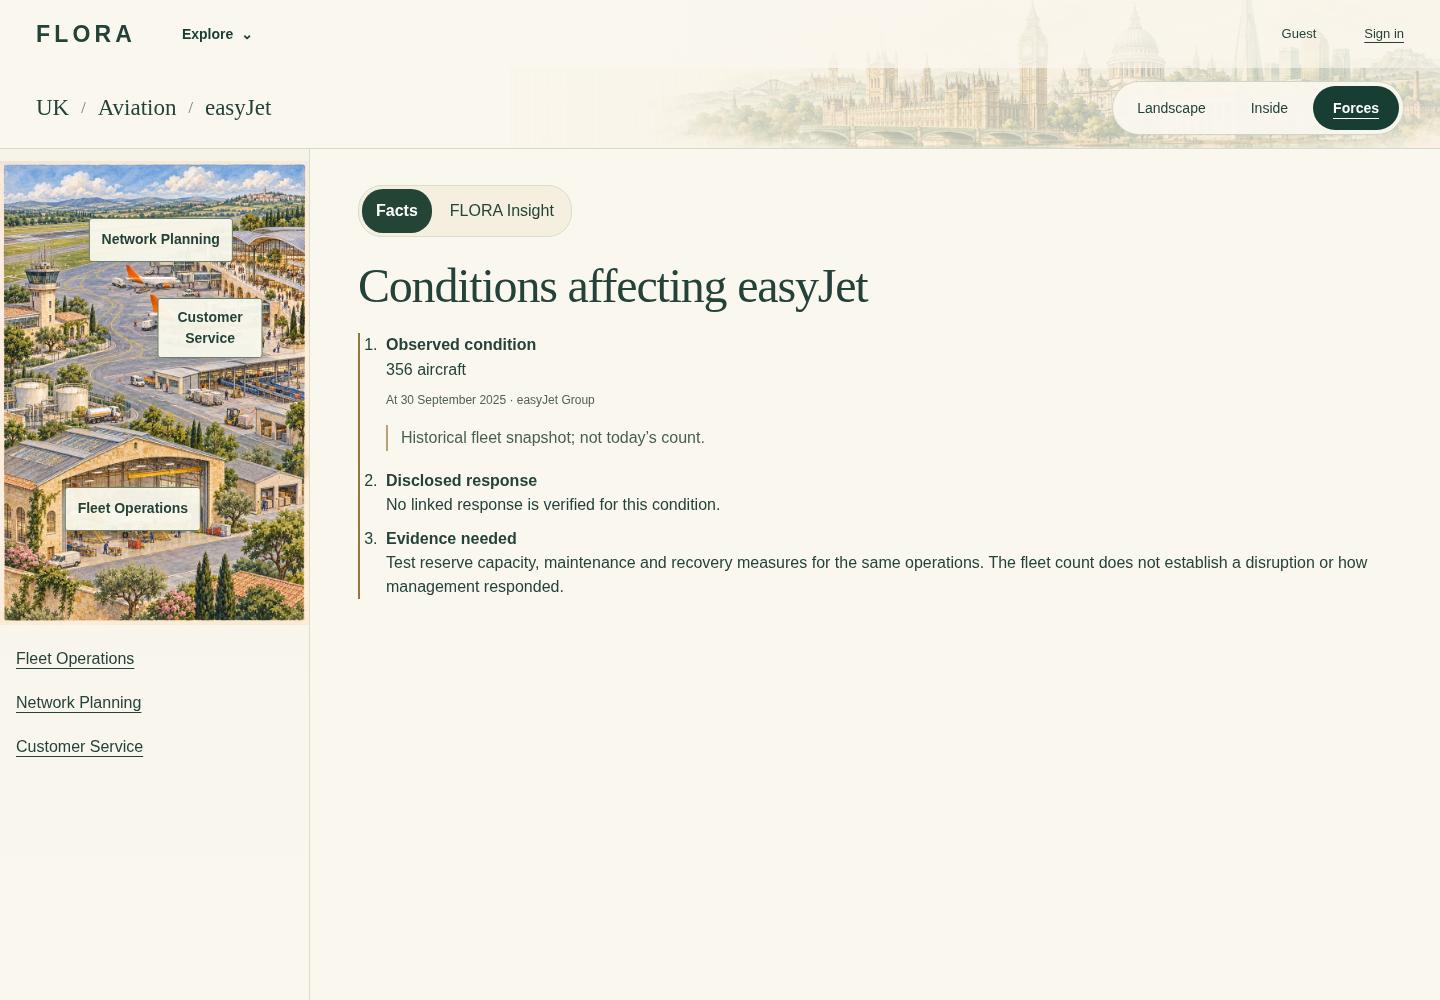 FLORA
Explore
Guest
Sign in
UK / Aviation / easyJet
Landscape
Inside
Forces
Network Planning
Customer
Service
Fleet Operations
Fleet Operations
Network Planning
Customer Service
Facts
FLORA Insight
Conditions affecting easyJet
1. Observed condition
356 aircraft
At 30 September 2025 · easyJet Group
Historical fleet snapshot; not today’s count.
2. Disclosed response
No linked response is verified for this condition.
3. Evidence needed
Test reserve capacity, maintenance and recovery measures for the same operations. The fleet count does not establish a disruption or how
management responded.